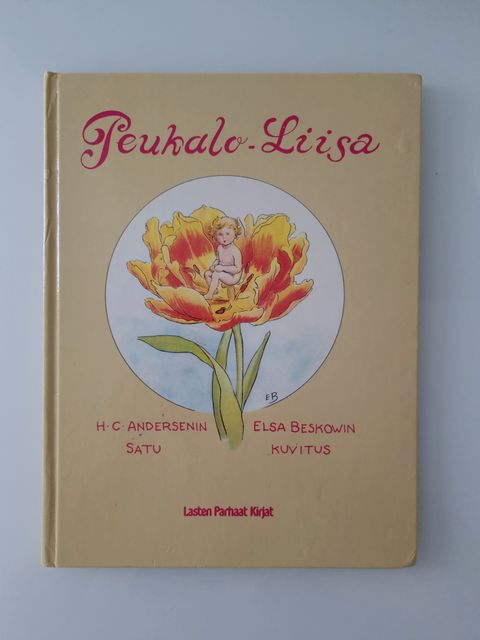 Peukalo-Liisa
EB
H·C·ANDERSENIN
SATU
ELSA BESKOWIN
KUVITUS
Lasten Parhaat Kirjat